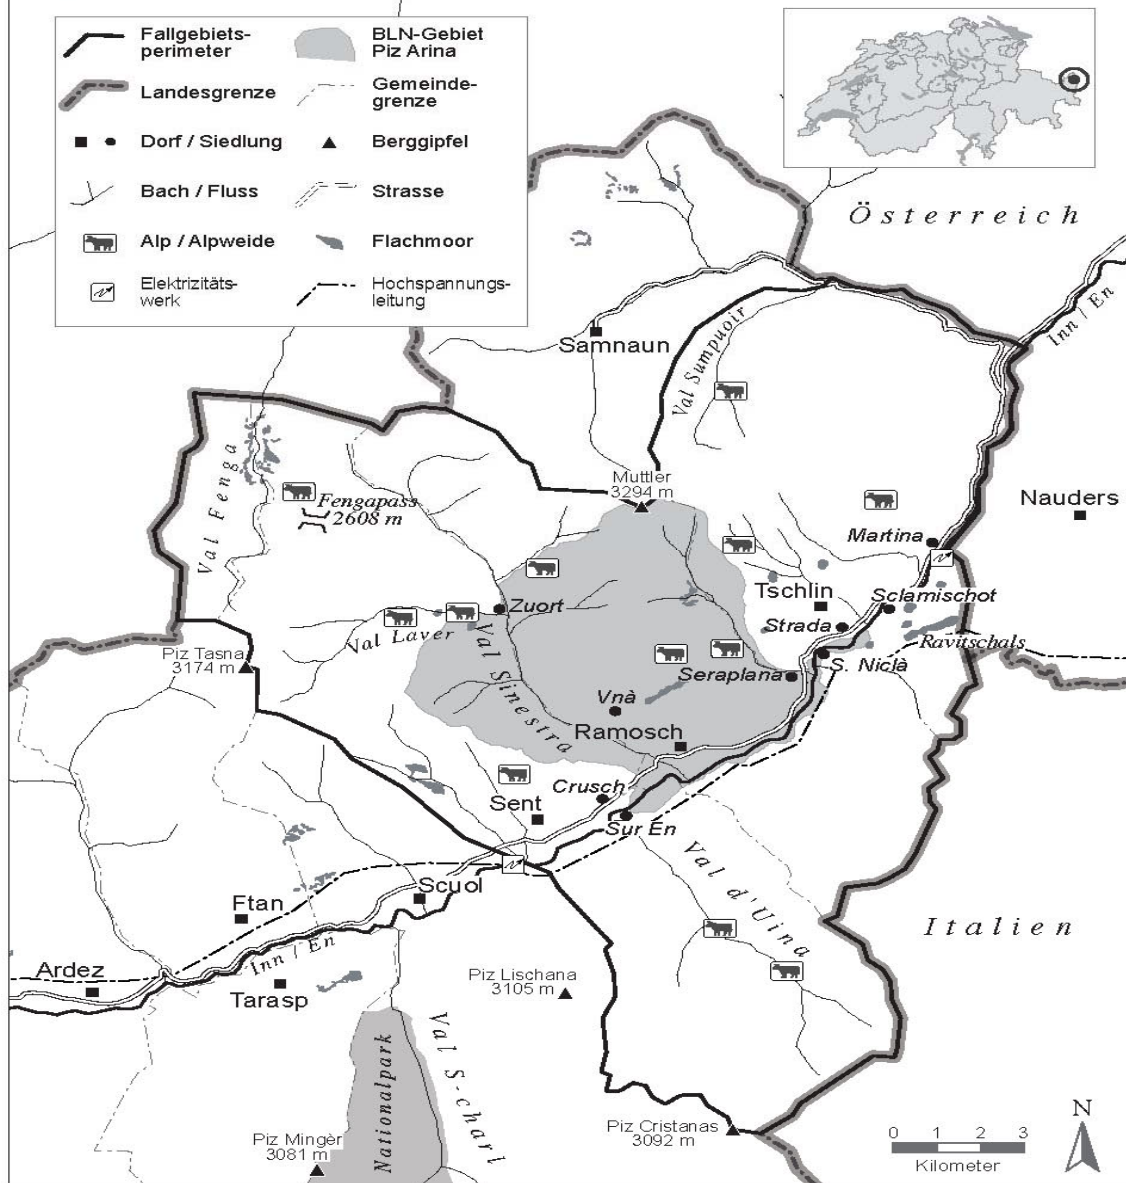 Fallgebiets-
perimeter
BLN-Gebiet
Piz Arina
Landesgrenze
Gemeinde-
grenze
Dorf / Siedlung
Berggipfel
Bach / Fluss
Strasse
Alp / Alpweide
Flachmoor
Elektrizitäts-
werk
Hochspannungs-
leitung
Österreich
Inn / En
Samnaun
Val Sumpuoir
Val Fenga
Fengapass
2608 m
Muttler
3294 m
Nauders
Martina
Tschlin
Sclamischot
Strada
Ravitschals
S. Niclà
Zuort
Val Laver
Piz Tasna
3174 m
Val Sinestra
Seraplana
Vnà
Ramosch
Crusch
Sent
Sur En
Val d'Uina
Scuol
Ftan
Italien
Inn / En
Ardez
Tarasp
Piz Lischana
3105 m
Nationalpark
Val S-charl
Piz Mingèr
3081 m
Piz Cristanas
3092 m
0 1 2 3
Kilometer
N